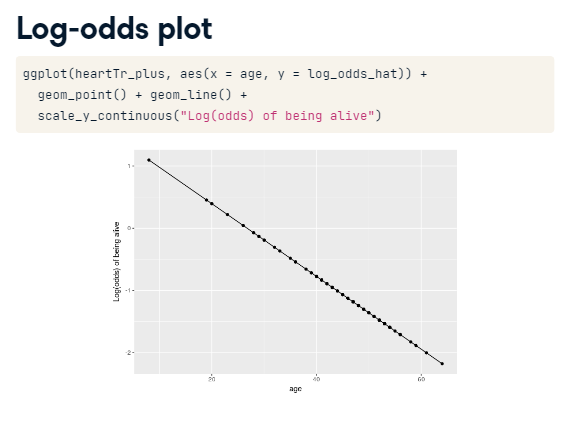 Log-odds plot
ggplot(heartTr_plus, aes(x = age, y = log_odds_hat)) +
  geom_point() + geom_line() +
  scale_y_continuous("Log(odds) of being alive")
Log(odds) of being alive
1
0
-1
-2
20 40 60
age